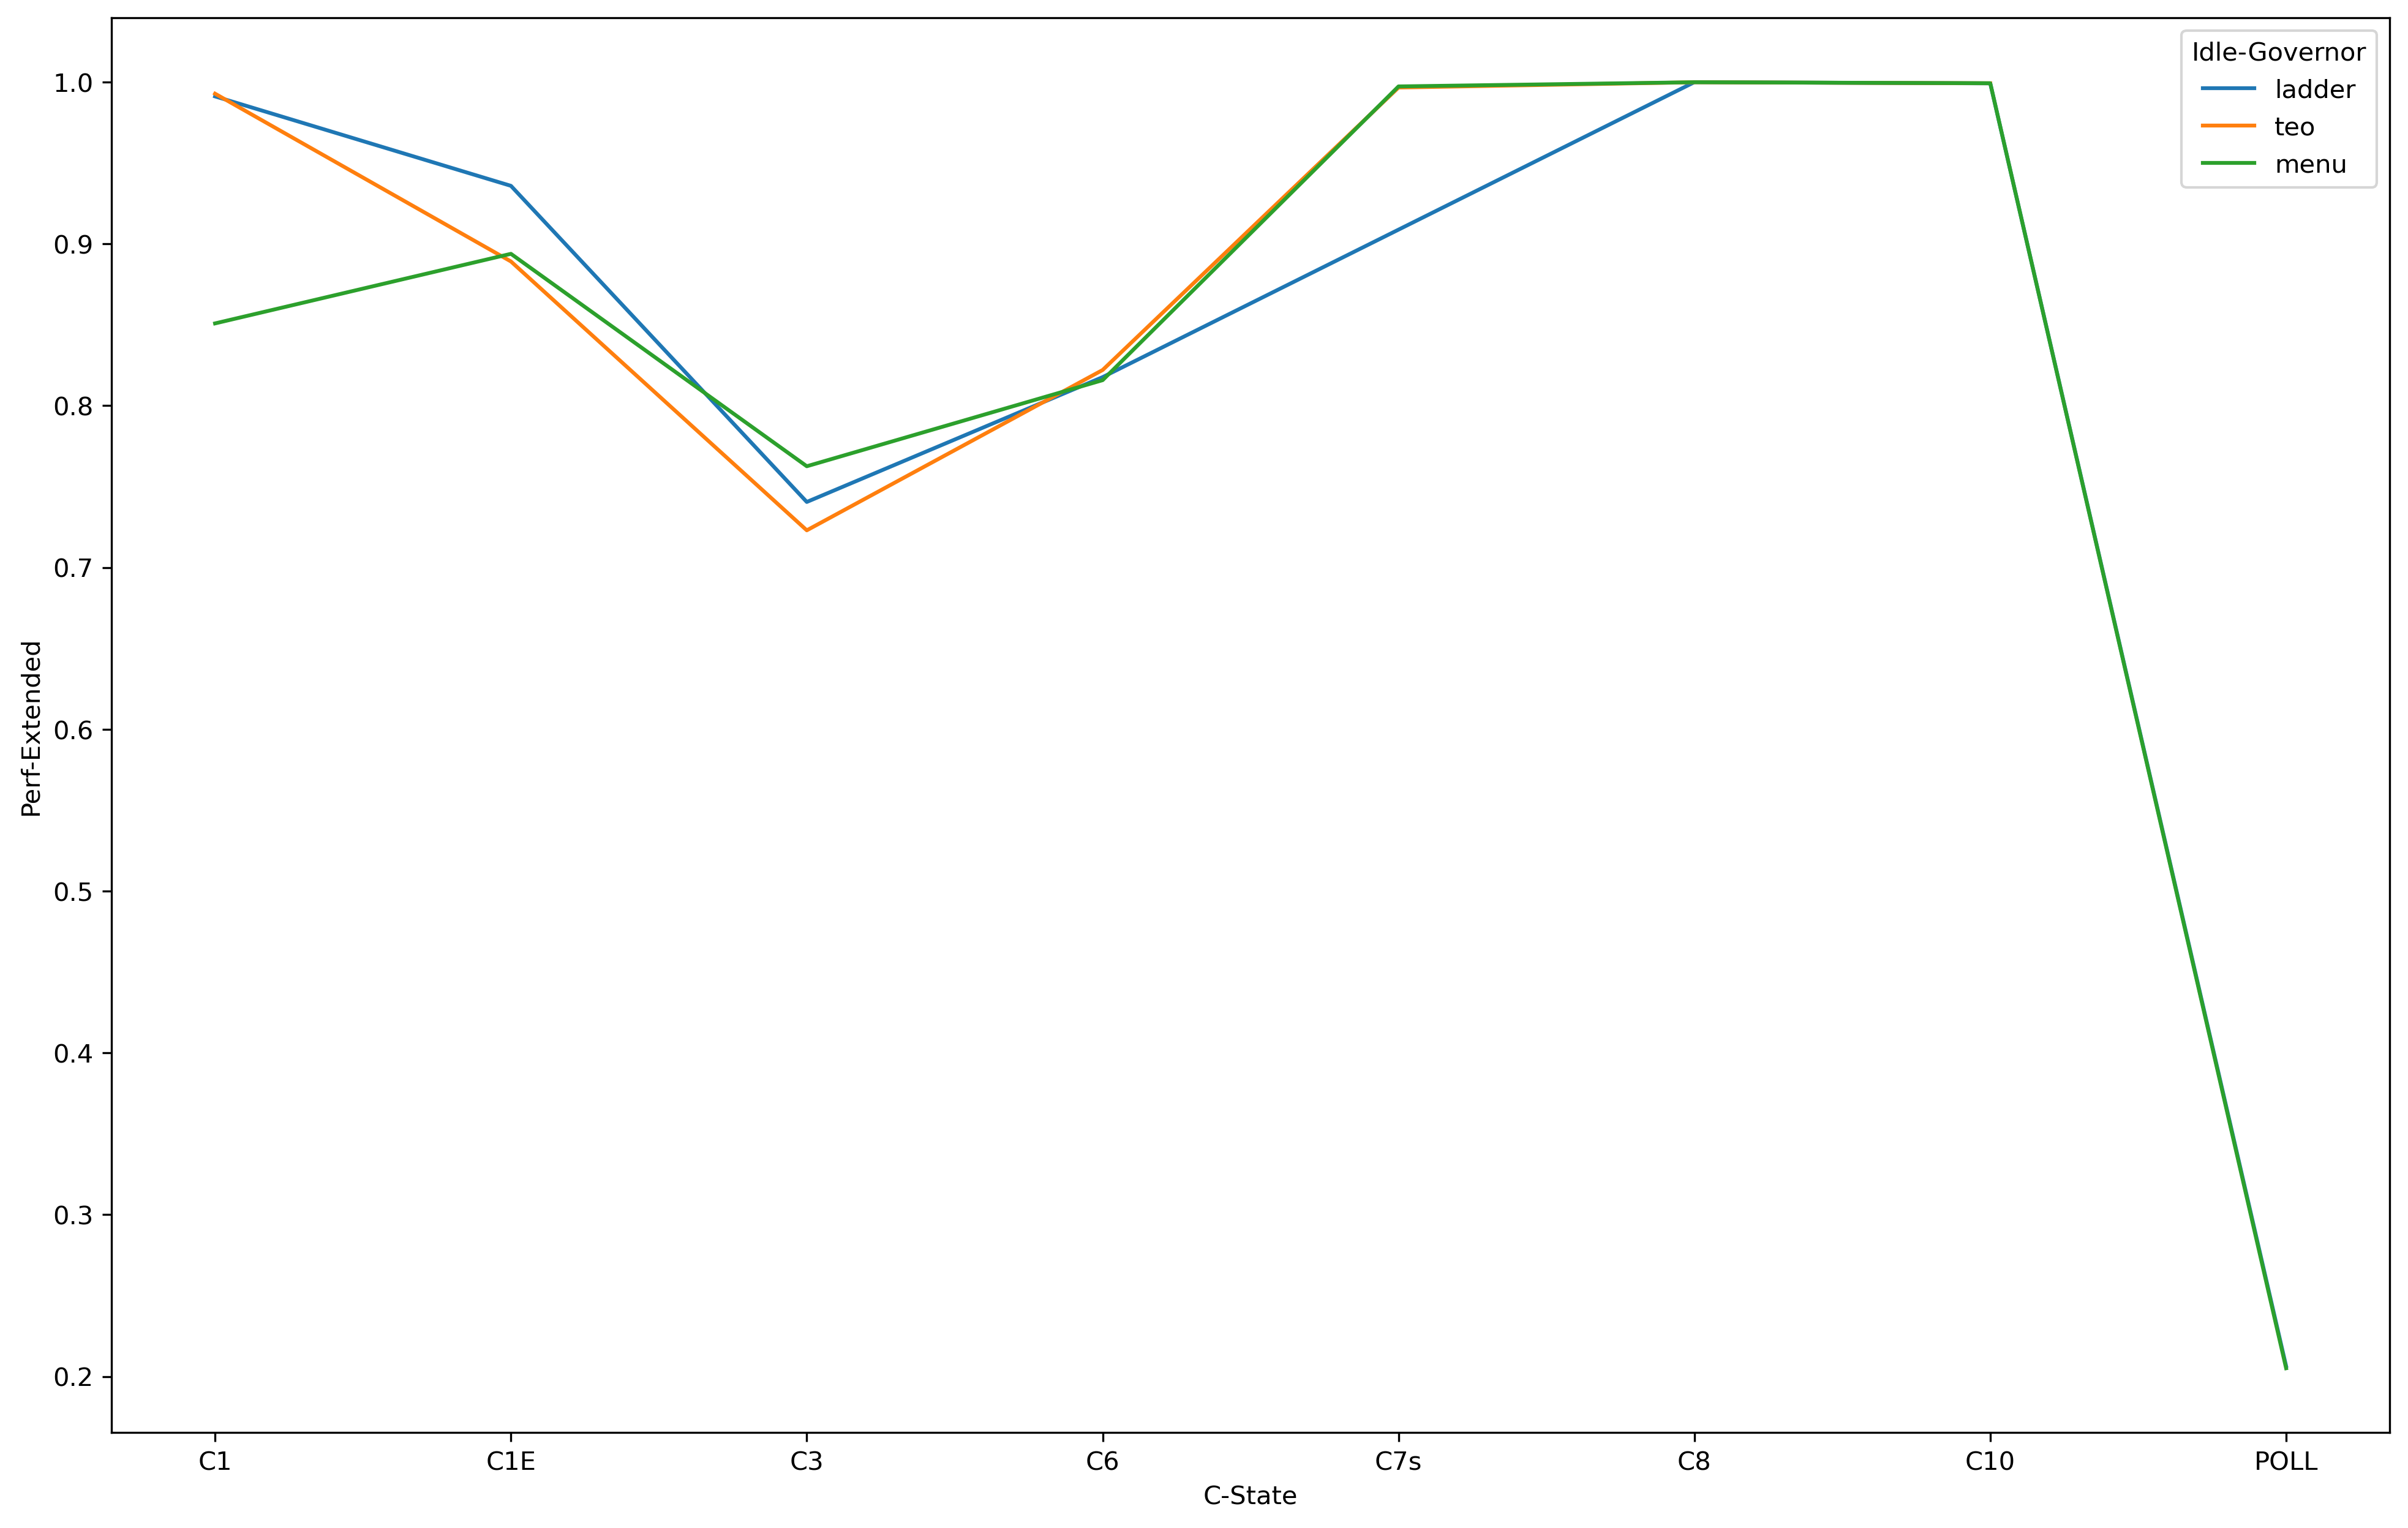 Idle-Governor
ladder
teo
menu
Perf-Extended
1.0
0.9
0.8
0.7
0.6
0.5
0.4
0.3
0.2
C1 C1E C3 C6 C7s C8 C10 POLL
C-State